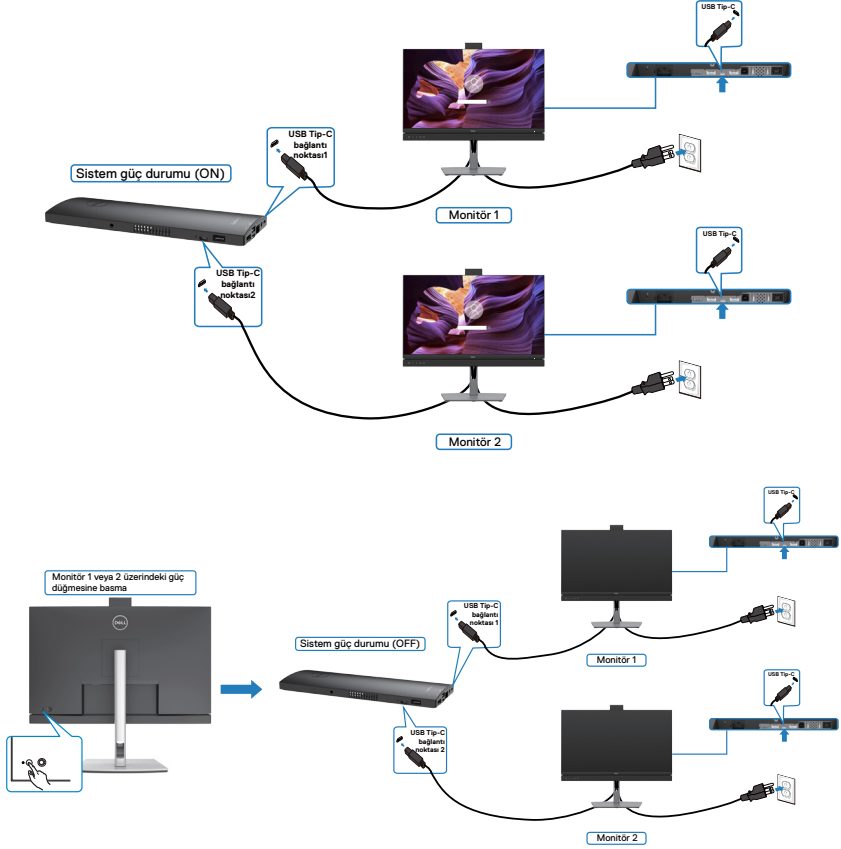 USB Tip-C
USB Tip-C
bağlantı
noktası1
Sistem güç durumu (ON)
Monitör 1
USB Tip-C
USB Tip-C
bağlantı
noktası2
Monitör 2
USB Tip-C
Monitör 1 veya 2 üzerindeki güç
düğmesine basma
DELL
USB Tip-C
bağlantı
noktası 1
Sistem güç durumu (OFF)
Monitör 1
USB Tip-C
USB Tip-C
bağlantı
noktası 2
Monitör 2